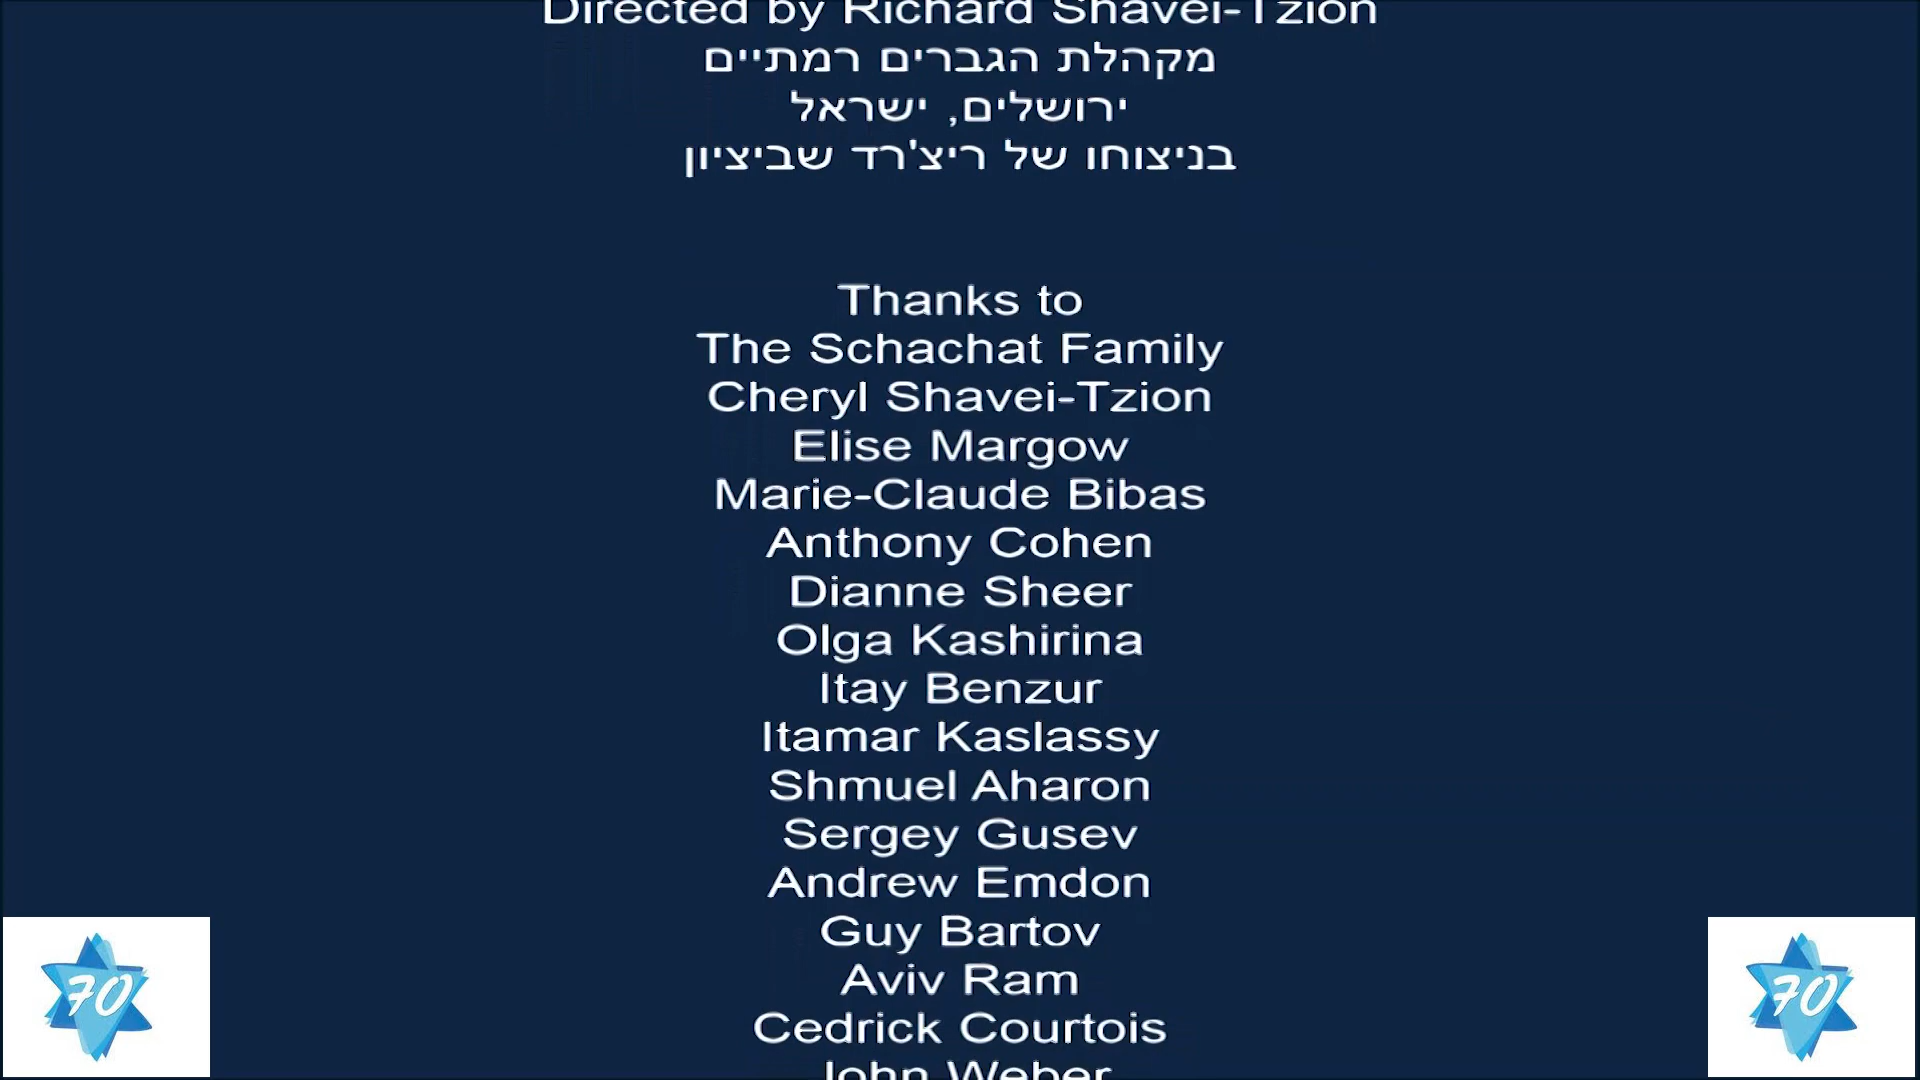 Directed by Richard Shavei-Tzion
מקהלת הגברים רמתיים
ירושלים, ישראל
בניצוחו של ריצ'רד שביציון
Thanks to
The Schachat Family
Cheryl Shavei-Tzion
Elise Margow
Marie-Claude Bibas
Anthony Cohen
Dianne Sheer
Olga Kashirina
Itay Benzur
Itamar Kaslassy
Shmuel Aharon
Sergey Gusev
Andrew Emdon
Guy Bartov
Aviv Ram
Cedrick Courtois
John Weber
70
70